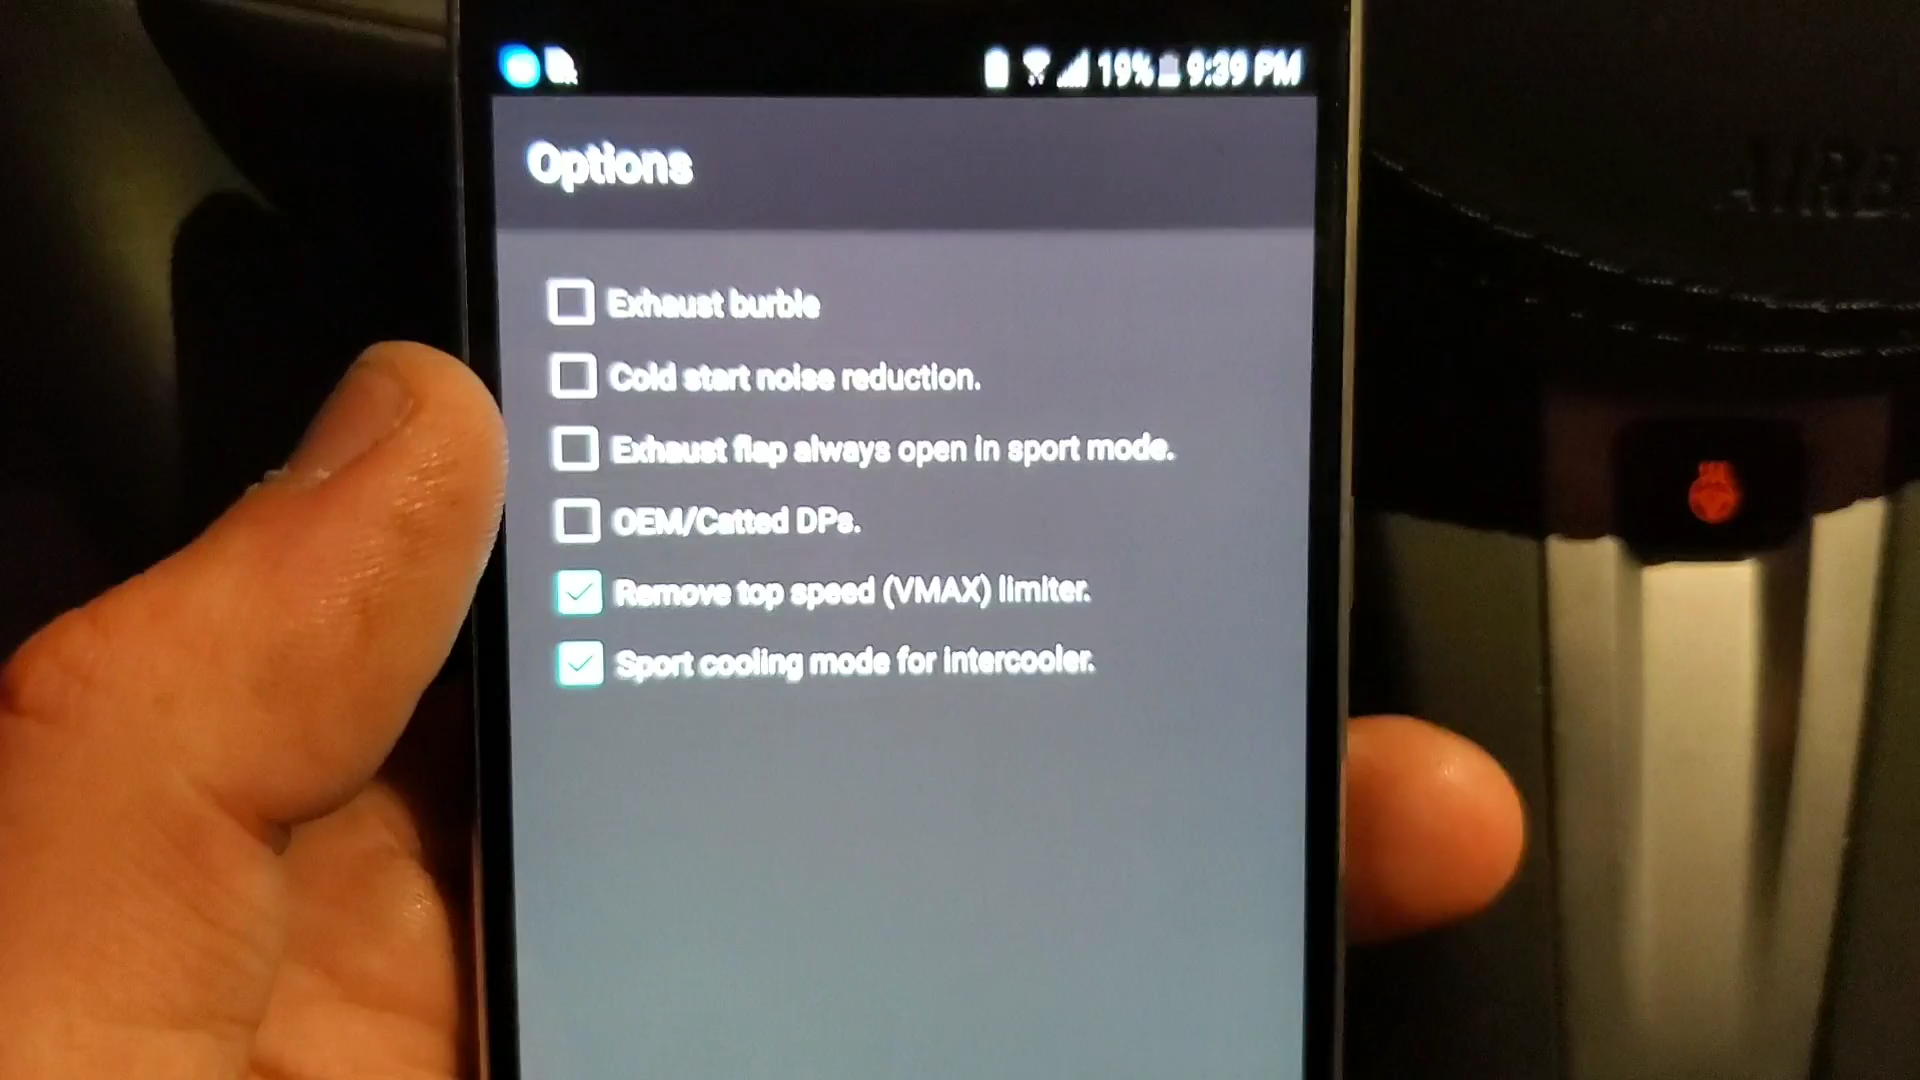 19% 9:39 PM
Options
Exhaust burble
Cold start noise reduction.
Exhaust flap always open in sport mode.
OEM/Catted DPs.
Remove top speed (VMAX) limiter.
Sport cooling mode for intercooler.